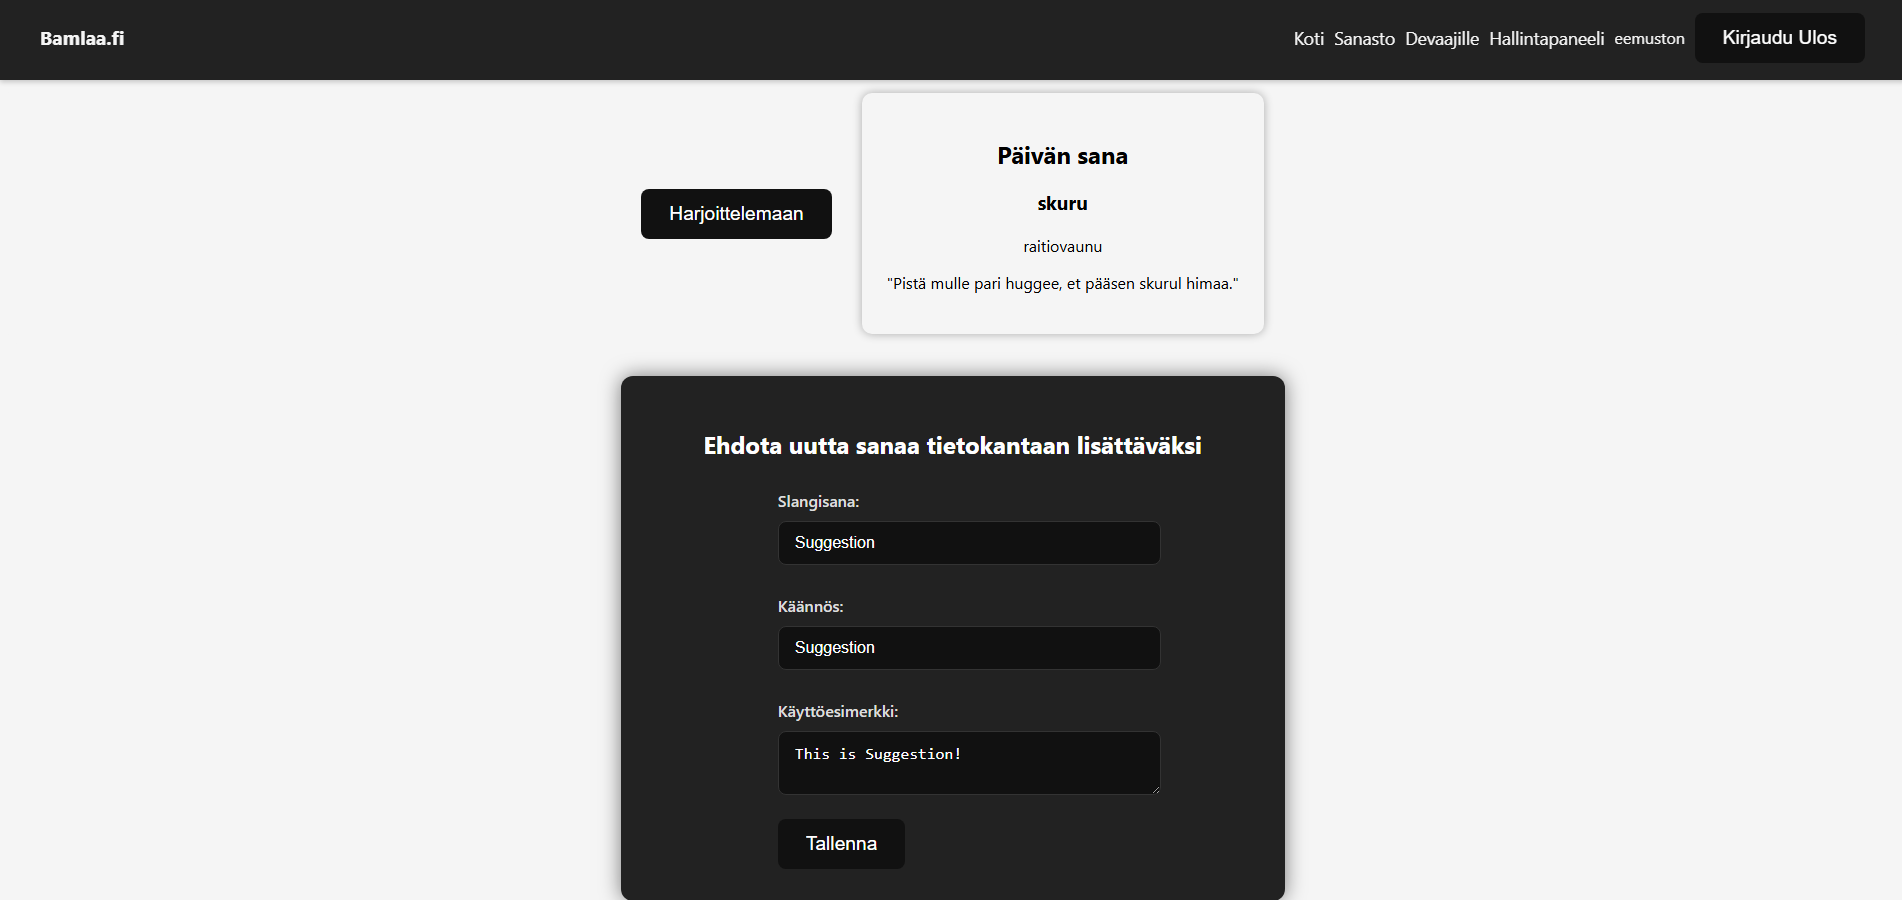 Bamlaa.fi
Koti Sanasto Devaajille Hallintapaneeli eemuston Kirjaudu Ulos
Harjoittelemaan
Päivän sana
skuru
raitiovaunu
"Pistä mulle pari huggee, et pääsen skurul himaa."
Ehdota uutta sanaa tietokantaan lisättäväksi
Slangisana:
Suggestion
Käännös:
Suggestion
Käyttöesimerkki:
This is Suggestion!
Tallenna